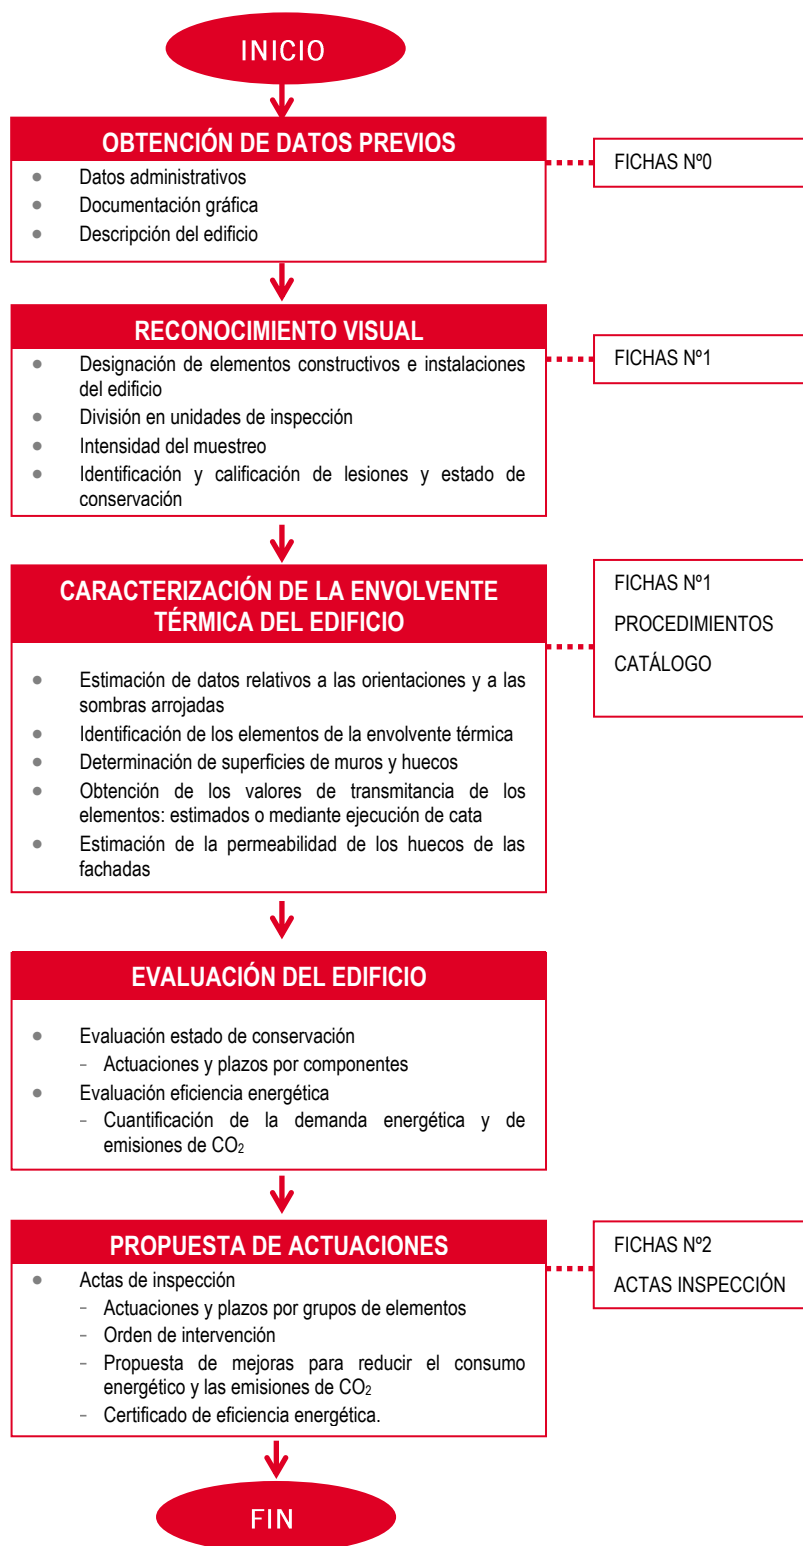 INICIO
OBTENCIÓN DE DATOS PREVIOS
● Datos administrativos
● Documentación gráfica
● Descripción del edificio
FICHAS Nº0
RECONOCIMIENTO VISUAL
● Designación de elementos constructivos e instalaciones
del edificio
● División en unidades de inspección
● Intensidad del muestreo
● Identificación y calificación de lesiones y estado de
conservación
FICHAS Nº1
CARACTERIZACIÓN DE LA ENVOLVENTE
TÉRMICA DEL EDIFICIO
● Estimación de datos relativos a las orientaciones y a las
sombras arrojadas
● Identificación de los elementos de la envolvente térmica
● Determinación de superficies de muros y huecos
● Obtención de los valores de transmitancia de los
elementos: estimados o mediante ejecución de cata
● Estimación de la permeabilidad de los huecos de las
fachadas
FICHAS Nº1
PROCEDIMIENTOS
CATÁLOGO
EVALUACIÓN DEL EDIFICIO
● Evaluación estado de conservación
- Actuaciones y plazos por componentes
● Evaluación eficiencia energética
- Cuantificación de la demanda energética y de
emisiones de CO₂
PROPUESTA DE ACTUACIONES
● Actas de inspección
- Actuaciones y plazos por grupos de elementos
- Orden de intervención
- Propuesta de mejoras para reducir el consumo
energético y las emisiones de CO₂
- Certificado de eficiencia energética.
FICHAS Nº2
ACTAS INSPECCIÓN
FIN